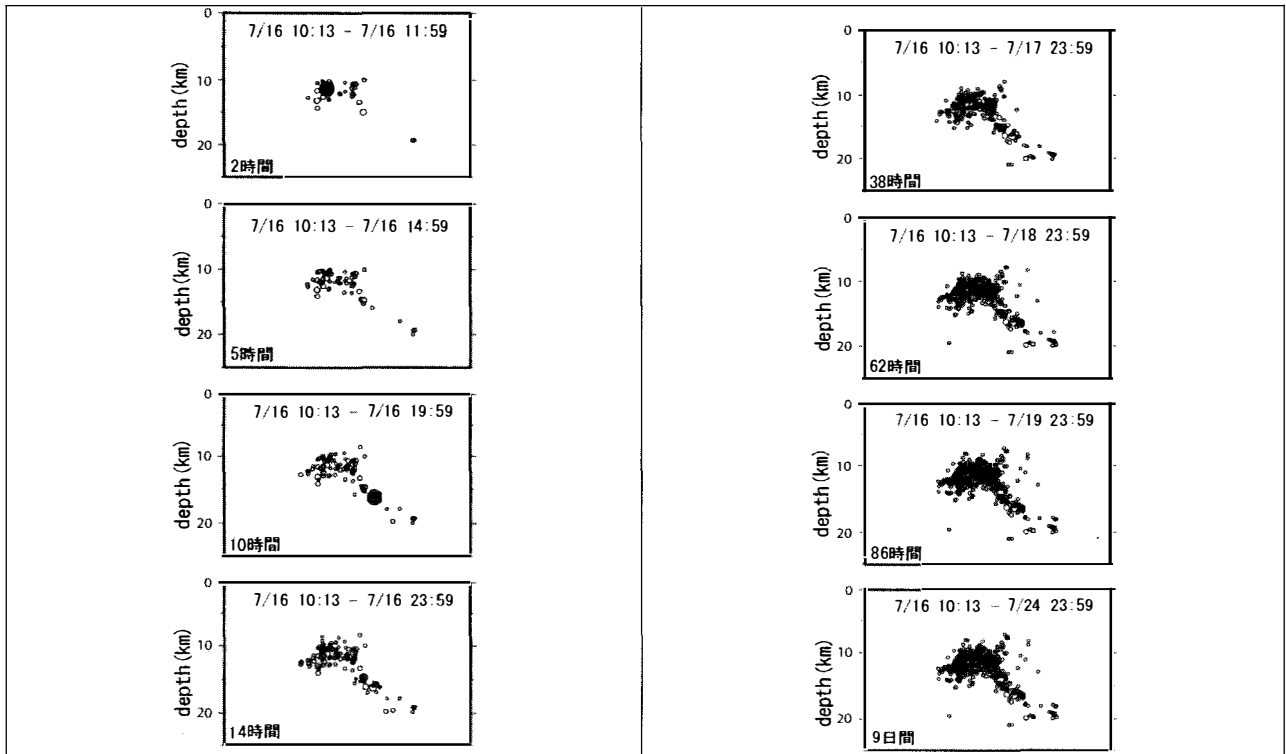 0
7/16 10:13 - 7/16 11:59
10
depth(km)
20
2時間
0
7/16 10:13 - 7/16 14:59
10
depth(km)
20
5時間
0
7/16 10:13 - 7/16 19:59
10
depth(km)
20
10時間
0
7/16 10:13 - 7/16 23:59
10
depth(km)
20
14時間
0
7/16 10:13 - 7/17 23:59
10
depth(km)
20
38時間
0
7/16 10:13 - 7/18 23:59
10
depth(km)
20
62時間
0
7/16 10:13 - 7/19 23:59
10
depth(km)
20
86時間
0
7/16 10:13 - 7/24 23:59
10
depth(km)
20
9日間